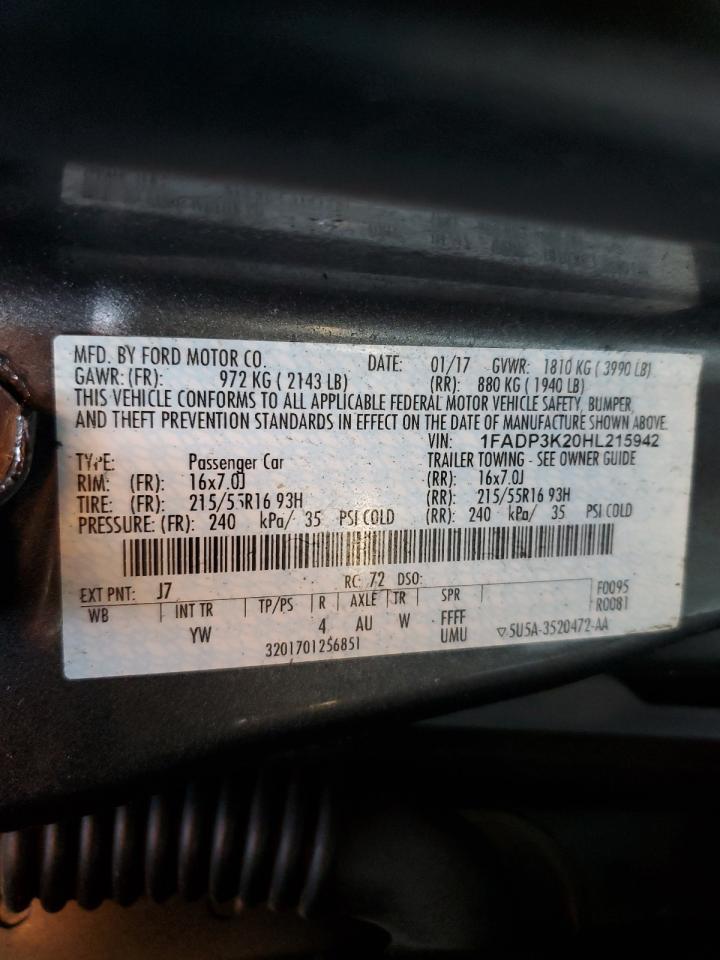 MFD. BY FORD MOTOR CO. DATE: 01/17 GVWR: 1810 KG ( 3990 LB)
GAWR: (FR): 972 KG ( 2143 LB) (RR): 880 KG ( 1940 LB)
THIS VEHICLE CONFORMS TO ALL APPLICABLE FEDERAL MOTOR VEHICLE SAFETY, BUMPER,
AND THEFT PREVENTION STANDARDS IN EFFECT ON THE DATE OF MANUFACTURE SHOWN ABOVE.
VIN: 1FADP3K20HL215942
TYPE: Passenger Car TRAILER TOWING - SEE OWNER GUIDE
RIM: (FR): 16x7.0J (RR): 16x7.0J
TIRE: (FR): 215/55R16 93H (RR): 215/55R16 93H
PRESSURE: (FR): 240 kPa/ 35 PSI COLD (RR): 240 kPa/ 35 PSI COLD
EXT PNT: J7 RC: 72 DSO: F0095
WB INT TR TP/PS R AXLE TR SPR R0081
YW 4 AU W FFFF
UMU ▽5U5A-3520472-AA
3201701256851